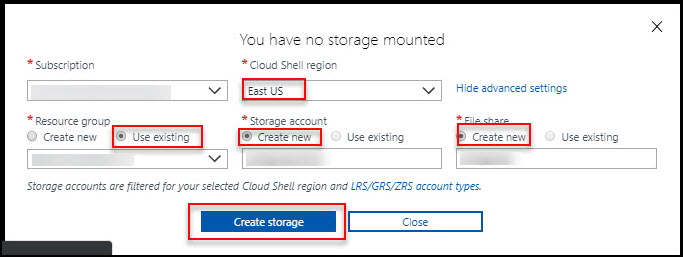 You have no storage mounted
* Subscription
* Cloud Shell region
East US
Hide advanced settings
* Resource group
* Storage account
* File share
Create new
Use existing
Create new
Use existing
Create new
Use existing
Storage accounts are filtered for your selected Cloud Shell region and LRS/GRS/ZRS account types.
Create storage
Close